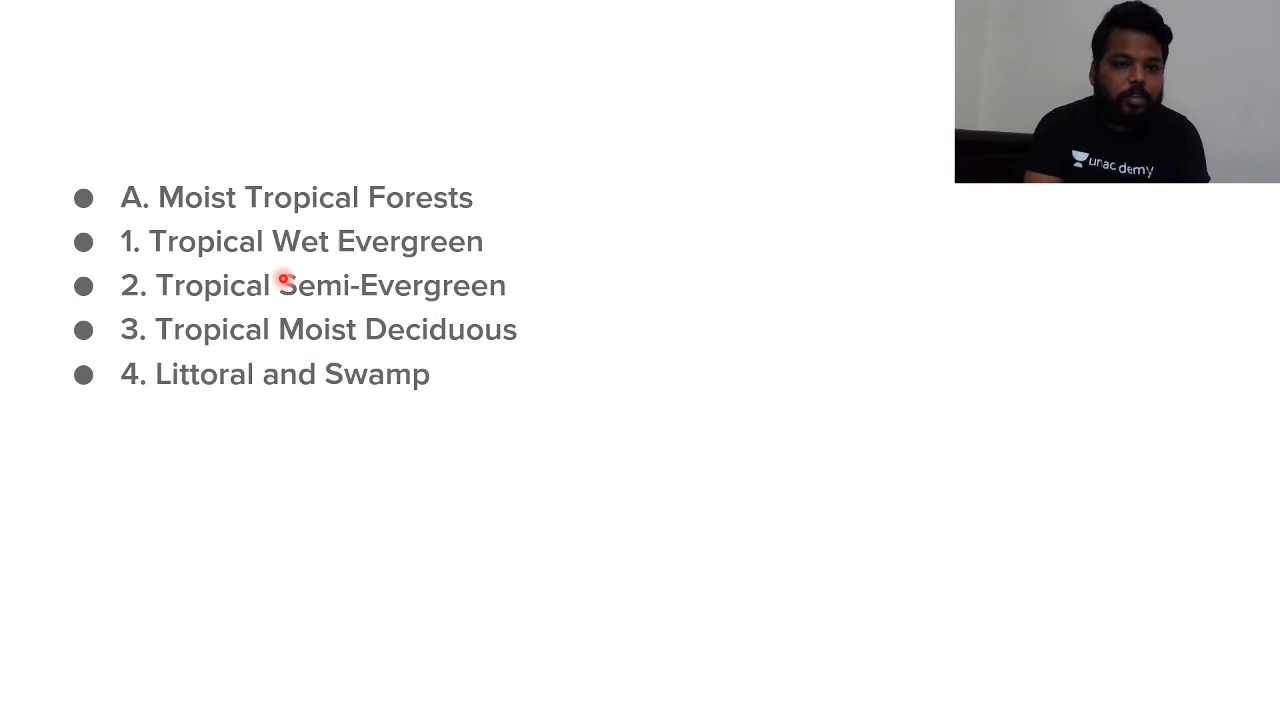 A. Moist Tropical Forests
1. Tropical Wet Evergreen
2. Tropical Semi-Evergreen
3. Tropical Moist Deciduous
4. Littoral and Swamp
unacademy